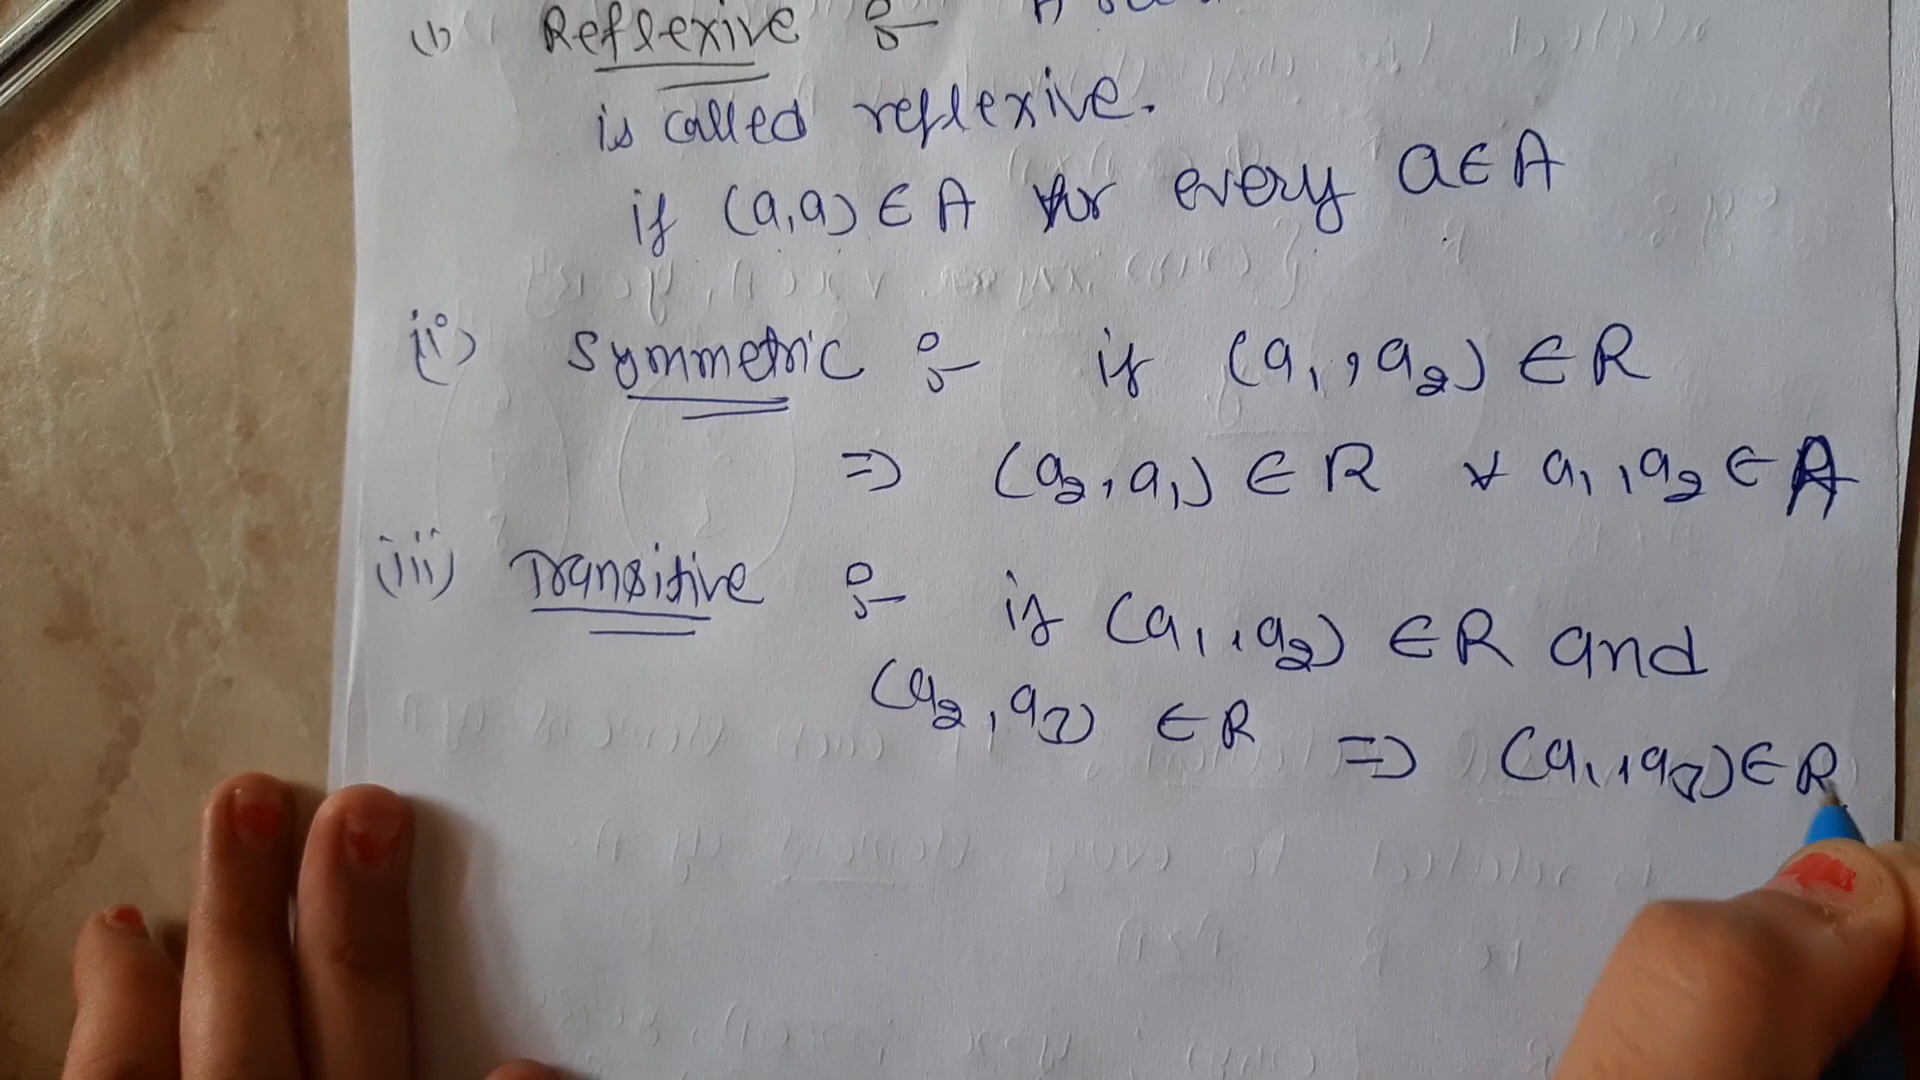 (i) Reflexive :- A
is called reflexive.
if (a,a) ∈ A for every a ∈ A
(ii) Symmetric :- if (a₁, a₂) ∈ R
⇒ (a₂, a₁) ∈ R ∀ a₁, a₂ ∈ A
(iii) Transitive :- if (a₁, a₂) ∈ R and
(a₂, a₃) ∈ R ⇒ (a₁, a₃) ∈ R